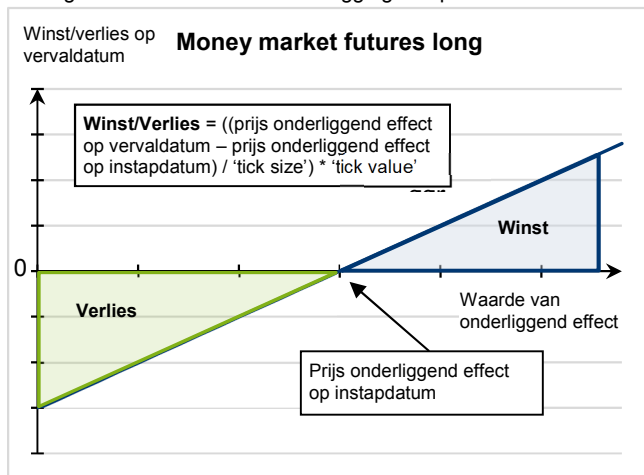 Winst/verlies op
vervaldatum
Money market futures long
Winst/Verlies = ((prijs onderliggend effect
op vervaldatum – prijs onderliggend effect
op instapdatum) / ‘tick size’) * ‘tick value’
Winst
0
Verlies
Waarde van
onderliggend effect
Prijs onderliggend effect
op instapdatum